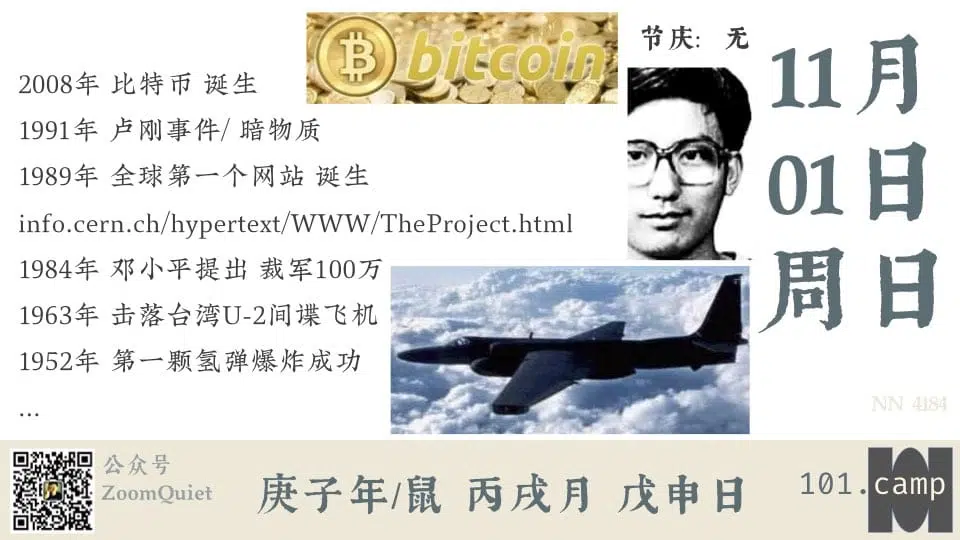 2008年 比特币 诞生
1991年 卢刚事件/ 暗物质
1989年 全球第一个网站 诞生
info.cern.ch/hypertext/WWW/TheProject.html
1984年 邓小平提出 裁军100万
1963年 击落台湾U-2间谍飞机
1952年 第一颗氢弹爆炸成功
...
bitcoin
节庆: 无
11月
01日
周日
NN 4184
公众号
ZoomQuiet
庚子年/鼠 丙戌月 戊申日
101.camp